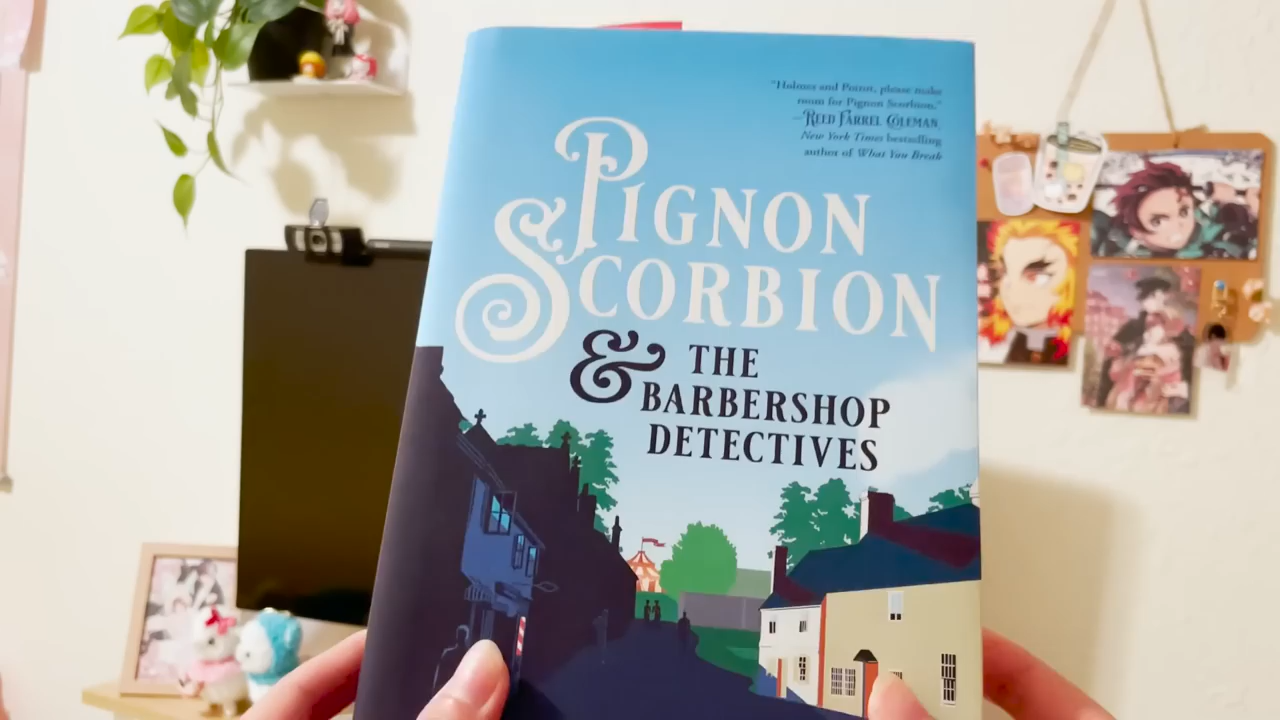 "Holmes and Poirot, please make
room for Pignon Scorbion."
—REED FARREL COLEMAN,
New York Times bestselling
author of What You Break
PIGNON
SCORBION
& THE
BARBERSHOP
DETECTIVES